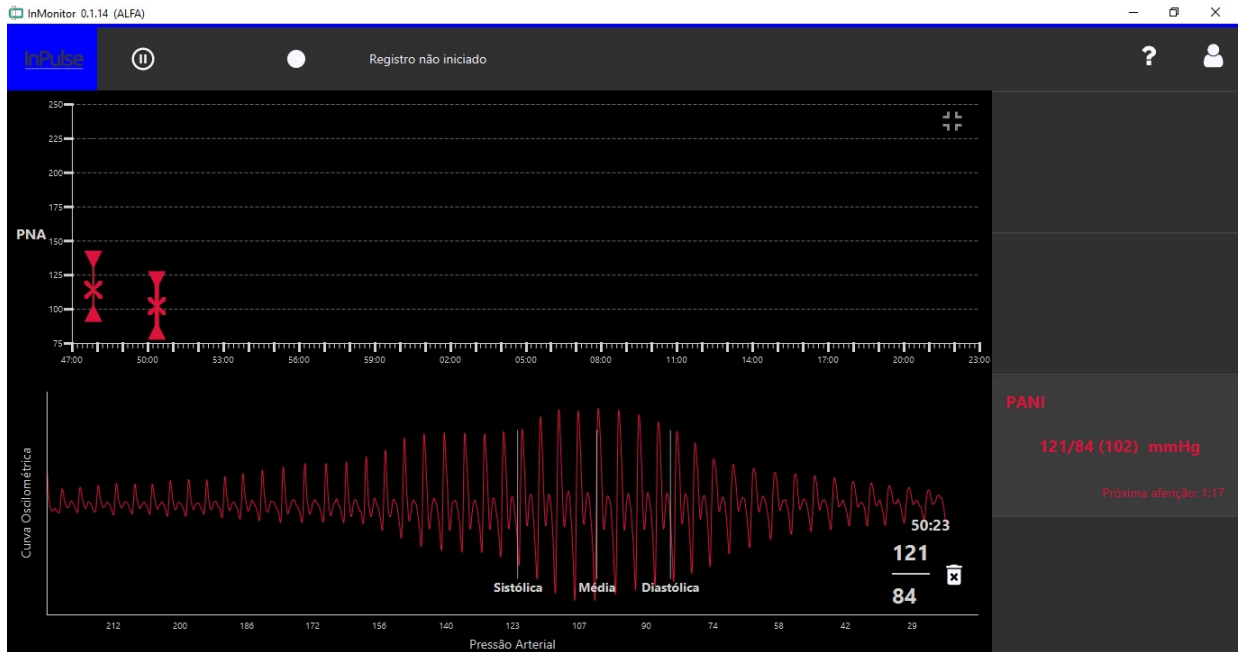 InMonitor 0.1.14 (ALFA)
InPulse
Registro não iniciado
?
250
225
200
175
PNA
150
125
100
75
47:00 50:00 53:00 56:00 59:00 02:00 05:00 08:00 11:00 14:00 17:00 20:00 23:00
PANI
121/84 (102) mmHg
Próxima aferição: 1:17
Curva Oscilométrica
50:23
121
84
Sistólica Média Diastólica
212 200 186 172 156 140 123 107 90 74 58 42 29
Pressão Arterial